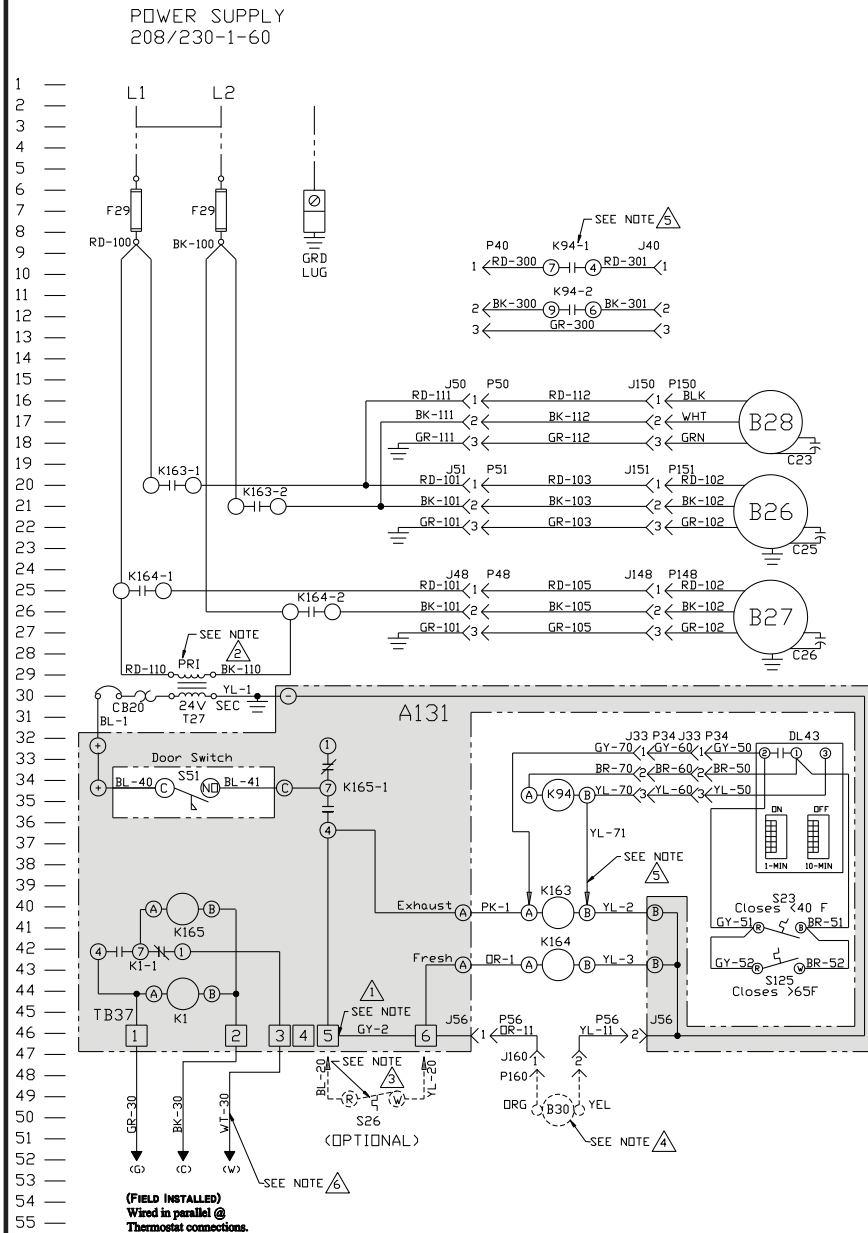 POWER SUPPLY
208/230-1-60
1
L1 L2
2
3
4
5
6
7 F29 F29 SEE NOTE 5
8
RD-100 BK-100
9 GRD P40 K94-1 J40
LUG
10 1 RD-300 7 4 RD-301 1
11 K94-2
12 2 BK-300 9 6 BK-301 2
13 3 GR-300 3
14
15 J50 P50 J150 P150
16 RD-111 1 RD-112 1 BLK
17 BK-111 2 BK-112 2 WHT B28
18 GR-111 3 GR-112 3 GRN
19 K163-1 J51 P51 J151 P151 C23
20 K163-2 RD-101 1 RD-103 1 RD-102
21 BK-101 2 BK-103 2 BK-102 B26
22 GR-101 3 GR-103 3 GR-102
23 C25
24 K164-1 J48 P48 J148 P148
25 K164-2 RD-101 1 RD-105 1 RD-102
26 BK-101 2 BK-105 2 BK-102 B27
27 SEE NOTE 2 GR-101 3 GR-105 3 GR-102
28 C26
29 RD-110 PRI BK-110
30 CB20 24V SEC YL-1 −
T27
31 BL-1 A131
32 + 1 J33 P34 J33 P34 DL43
33 Door Switch GY-70 1 GY-60 1 GY-50 2 1 3
34 + BL-40 C S51 NO BL-41 C 7 K165-1 BR-70 2 BR-60 2 BR-50
35 A K94 B YL-70 3 YL-60 3 YL-50
36 4 YL-71 ON OFF
37
38 SEE NOTE 5 1-MIN 10-MIN
39
40 A K165 B Exhaust A PK-1 A K163 B YL-2 B S23
Closes <40 F
41 GY-51 R B BR-51
42 4 7 1 K1-1 K164
43 Fresh A OR-1 A B YL-3 B GY-52 R W BR-52
S125
44 A K1 B Closes >65F
45 TB37 1 SEE NOTE
46 1 2 3 4 5 GY-2 6 J56 1 P56 OR-11 YL-11 P56 2 J56
47
SEE NOTE 3 J160 1 2
48 BL-20 YL-20 P160
49 GR-30 BK-30 WT-30 R W ORG B30 YEL
50 S26
51 (OPTIONAL) SEE NOTE 4
52 (G) (C) (W)
53 SEE NOTE 6
(FIELD INSTALLED)
54 Wired in parallel @
55 Thermostat connections.